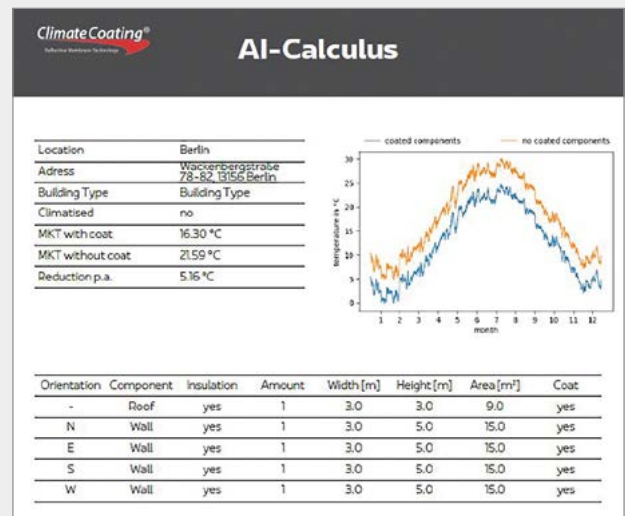 ClimateCoating®
Reflective Membrane Technology
AI-Calculus
Location Berlin
Adress Wackenbergstraße
78-82, 13156 Berlin
Building Type Building Type
Climatised no
MKT with coat 16.30 °C
MKT without coat 21.59 °C
Reduction p.a. 5.16 °C
coated components no coated components
30
25
20
15
10
5
0
temperature in °C
1 2 3 4 5 6 7 8 9 10 11 12
month
Orientation Component Insulation Amount Width [m] Height [m] Area [m²] Coat
- Roof yes 1 3.0 3.0 9.0 yes
N Wall yes 1 3.0 5.0 15.0 yes
E Wall yes 1 3.0 5.0 15.0 yes
S Wall yes 1 3.0 5.0 15.0 yes
W Wall yes 1 3.0 5.0 15.0 yes